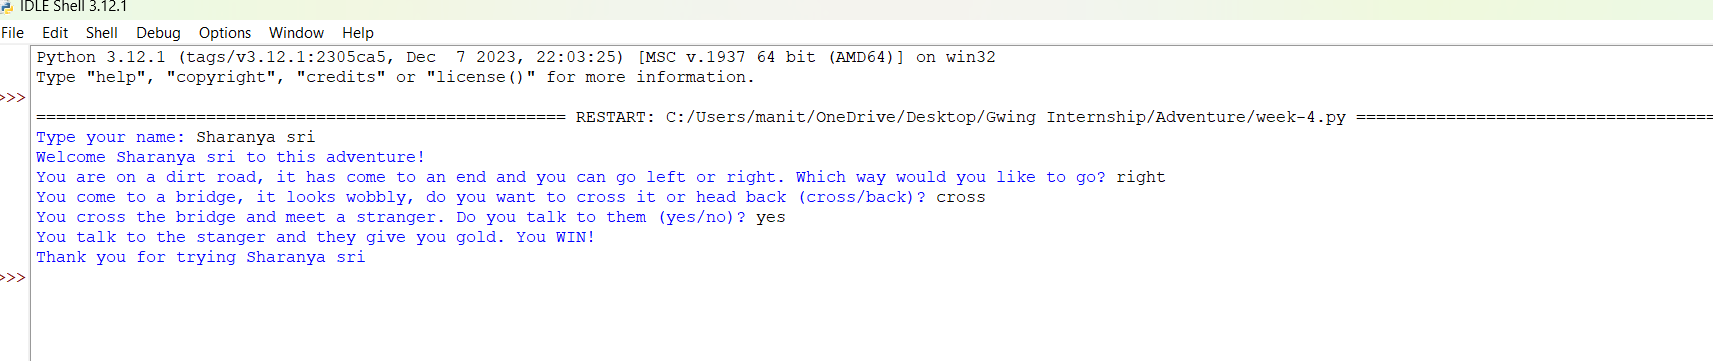 IDLE Shell 3.12.1
File Edit Shell Debug Options Window Help
Python 3.12.1 (tags/v3.12.1:2305ca5, Dec  7 2023, 22:03:25) [MSC v.1937 64 bit (AMD64)] on win32
Type "help", "copyright", "credits" or "license()" for more information.
>>>
===================================================== RESTART: C:/Users/manit/OneDrive/Desktop/Gwing Internship/Adventure/week-4.py ====================================
Type your name: Sharanya sri
Welcome Sharanya sri to this adventure!
You are on a dirt road, it has come to an end and you can go left or right. Which way would you like to go? right
You come to a bridge, it looks wobbly, do you want to cross it or head back (cross/back)? cross
You cross the bridge and meet a stranger. Do you talk to them (yes/no)? yes
You talk to the stanger and they give you gold. You WIN!
Thank you for trying Sharanya sri
>>>